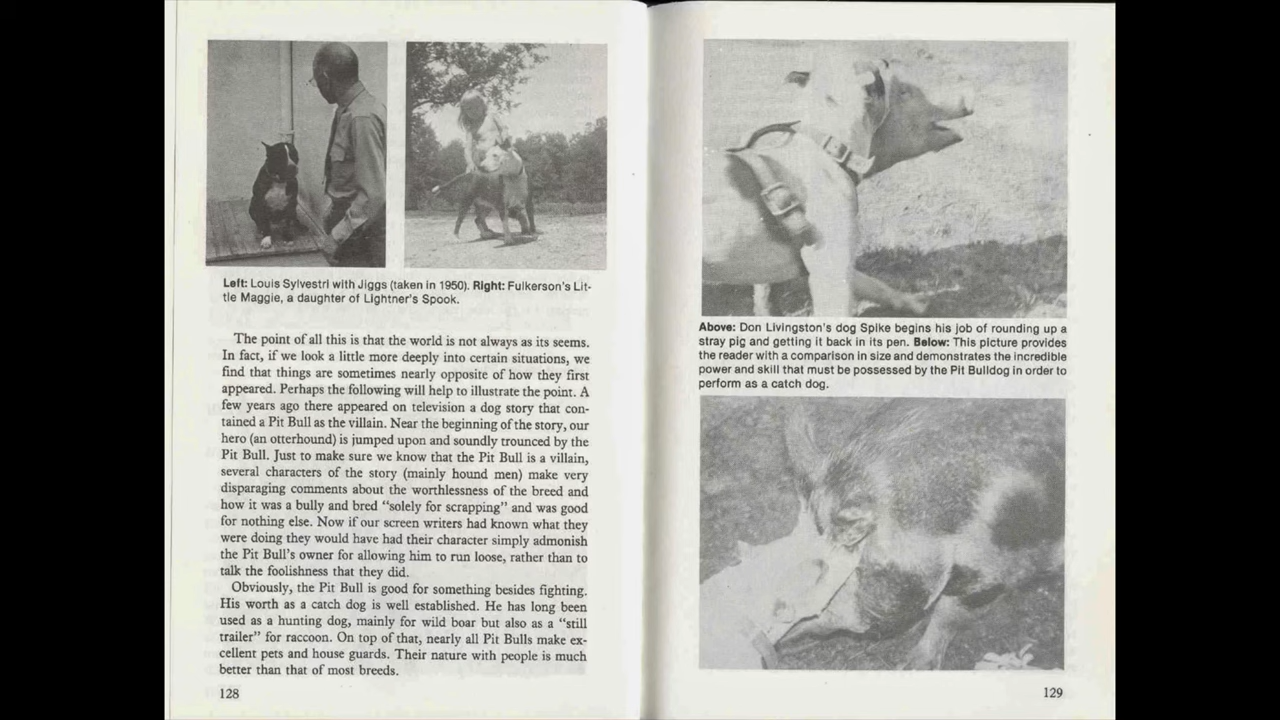 Left: Louis Sylvestri with Jiggs (taken in 1950). Right: Fulkerson's Lit-
tle Maggie, a daughter of Lightner's Spook.
The point of all this is that the world is not always as its seems.
In fact, if we look a little more deeply into certain situations, we
find that things are sometimes nearly opposite of how they first
appeared. Perhaps the following will help to illustrate the point. A
few years ago there appeared on television a dog story that con-
tained a Pit Bull as the villain. Near the beginning of the story, our
hero (an otterhound) is jumped upon and soundly trounced by the
Pit Bull. Just to make sure we know that the Pit Bull is a villain,
several characters of the story (mainly hound men) make very
disparaging comments about the worthlessness of the breed and
how it was a bully and bred "solely for scrapping" and was good
for nothing else. Now if our screen writers had known what they
were doing they would have had their character simply admonish
the Pit Bull's owner for allowing him to run loose, rather than to
talk the foolishness that they did.
Obviously, the Pit Bull is good for something besides fighting.
His worth as a catch dog is well established. He has long been
used as a hunting dog, mainly for wild boar but also as a "still
trailer" for raccoon. On top of that, nearly all Pit Bulls make ex-
cellent pets and house guards. Their nature with people is much
better than that of most breeds.
128
Above: Don Livingston's dog Spike begins his job of rounding up a
stray pig and getting it back in its pen. Below: This picture provides
the reader with a comparison in size and demonstrates the incredible
power and skill that must be possessed by the Pit Bulldog in order to
perform as a catch dog.
129